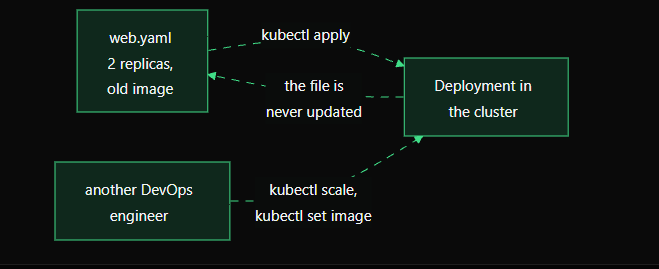 web.yaml
2 replicas,
old image
kubectl apply
the file is
never updated
Deployment in
the cluster
another DevOps
engineer
kubectl scale,
kubectl set image